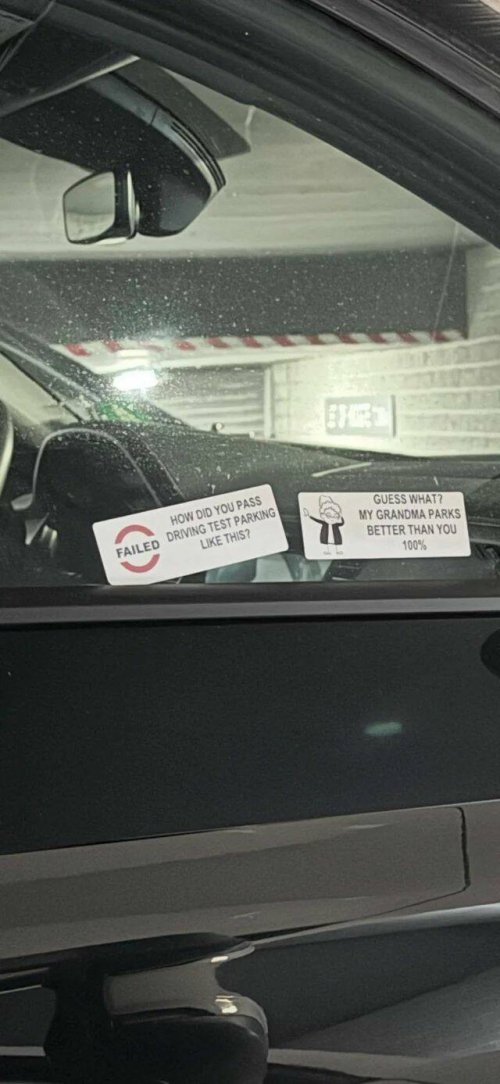 FAILED
HOW DID YOU PASS
DRIVING TEST PARKING
LIKE THIS?
GUESS WHAT?
MY GRANDMA PARKS
BETTER THAN YOU
100%